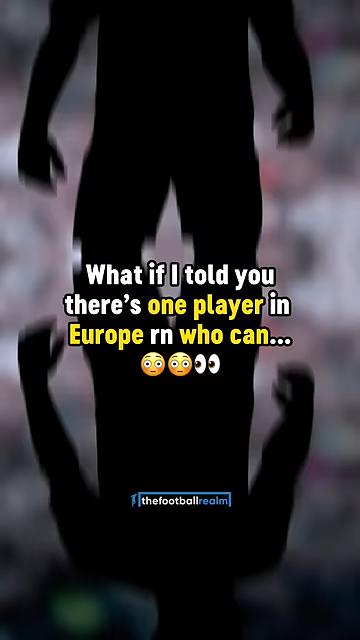 What if I told you
there's one player in
Europe rn who can...
😳😳👀
thefootballrealm